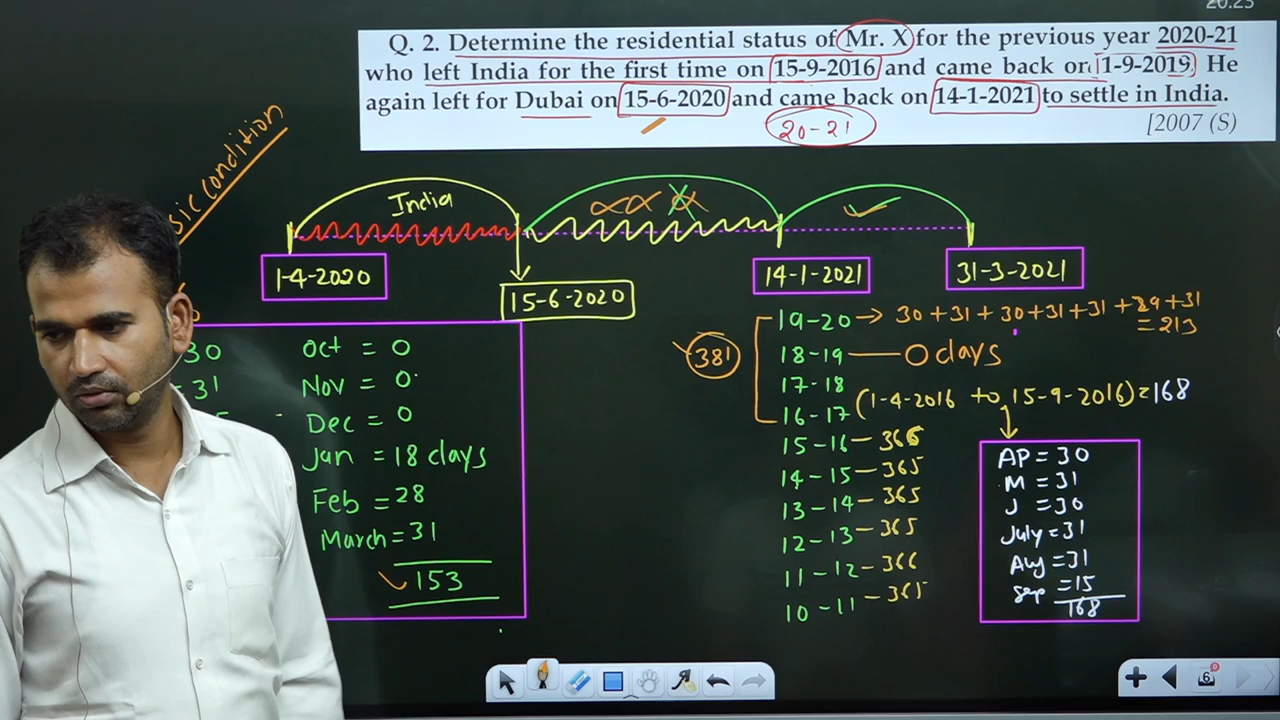 20:23
Q. 2. Determine the residential status of Mr. X for the previous year 2020-21
who left India for the first time on 15-9-2016 and came back on 1-9-2019. He
again left for Dubai on 15-6-2020 and came back on 14-1-2021 to settle in India.
[2007 (S)
20-21
sic condition
India
1-4-2020
15-6-2020
14-1-2021
31-3-2021
30
31
Oct = 0
Nov = 0
Dec = 0
Jan = 18 days
Feb = 28
March = 31
153
381
19-20 → 30 + 31 + 30 + 31 + 31 + 29 + 31
= 213
18-19 — 0 days
17-18
16-17 (1-4-2016 to 15-9-2016) = 168
15-16 - 366
14-15 - 365
13-14 - 365
12-13 - 365
11-12 - 366
10-11 - 365
AP = 30
M = 31
J = 30
July = 31
Aug = 31
Sep = 15
168
6